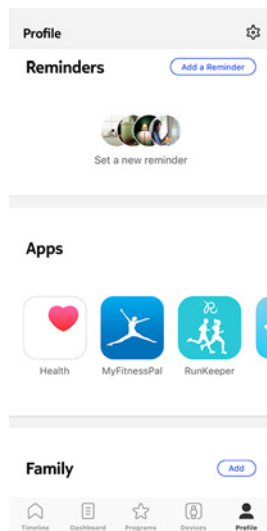 Profile
Reminders
Add a Reminder
Set a new reminder
Apps
Health
MyFitnessPal
RunKeeper
Family
Add
Timeline
Dashboard
Programs
Devices
Profile